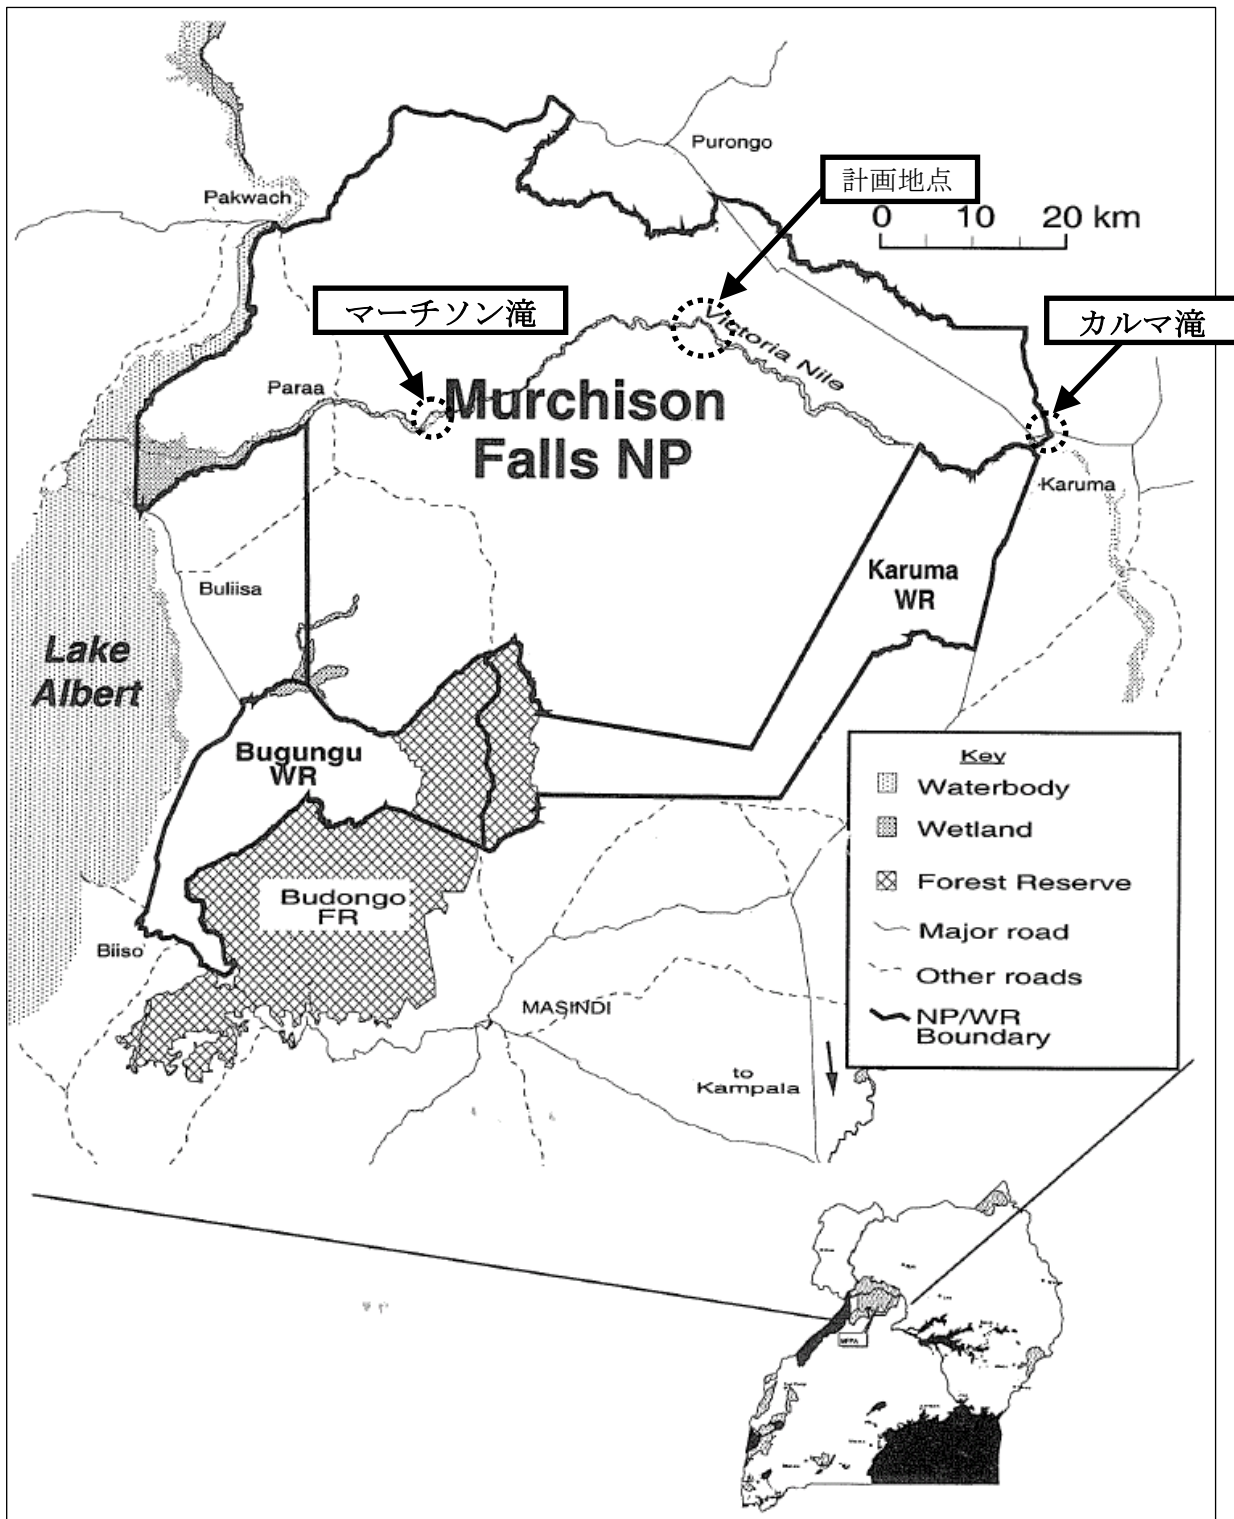 Purongo
計画地点
Pakwach
0 10 20 km
マーチソン滝
カルマ滝
Victoria Nile
Paraa
Murchison
Falls NP
Karuma
Karuma
WR
Buliisa
Lake
Albert
Bugungu
WR
Key
Waterbody
Wetland
Forest Reserve
Major road
Other roads
NP/WR
Boundary
Budongo
FR
Biiso
MASINDI
to
Kampala